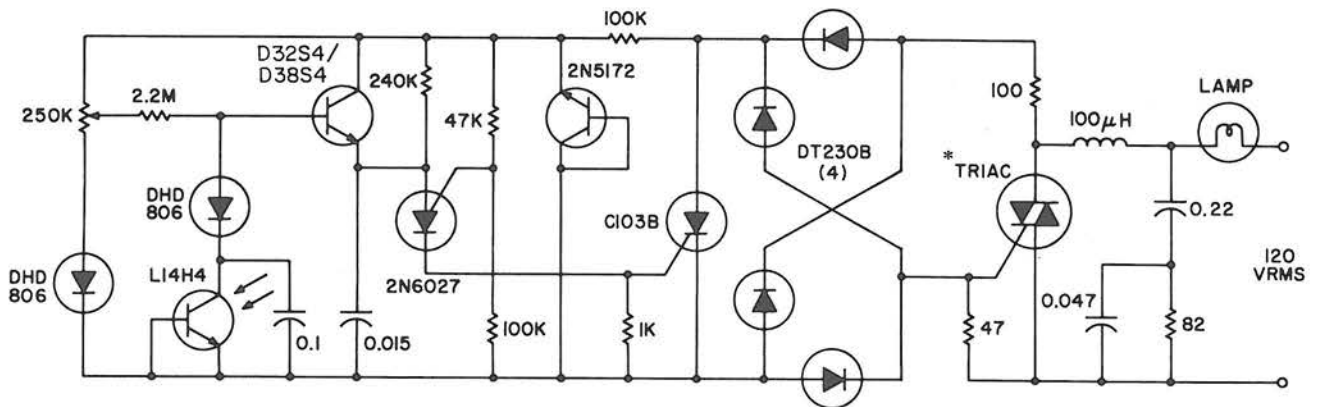 100K
D32S4/
D38S4
2N5172
240K
2.2M
250K
47K
100
LAMP
100μH
DT230B
(4)
*
TRIAC
DHD
806
C103B
0.22
L14H4
DHD
806
2N6027
120
VRMS
0.047
0.1
0.015
100K
1K
47
82